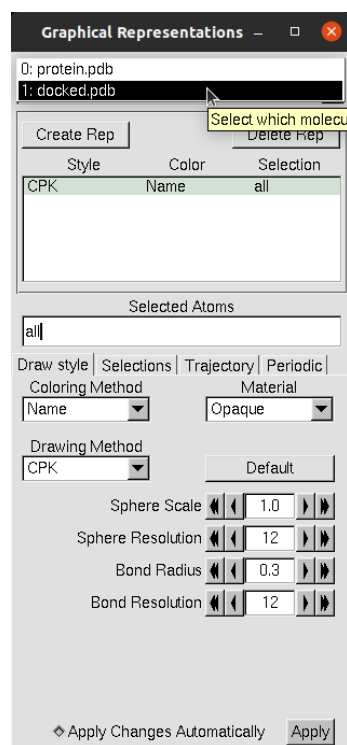 Graphical Representations
0: protein.pdb
1: docked.pdb
Select which molecu
Create Rep Delete Rep
Style Color Selection
CPK Name all
Selected Atoms
all
Draw style Selections Trajectory Periodic
Coloring Method Material
Name Opaque
Drawing Method
CPK Default
Sphere Scale 1.0
Sphere Resolution 12
Bond Radius 0.3
Bond Resolution 12
Apply Changes Automatically Apply